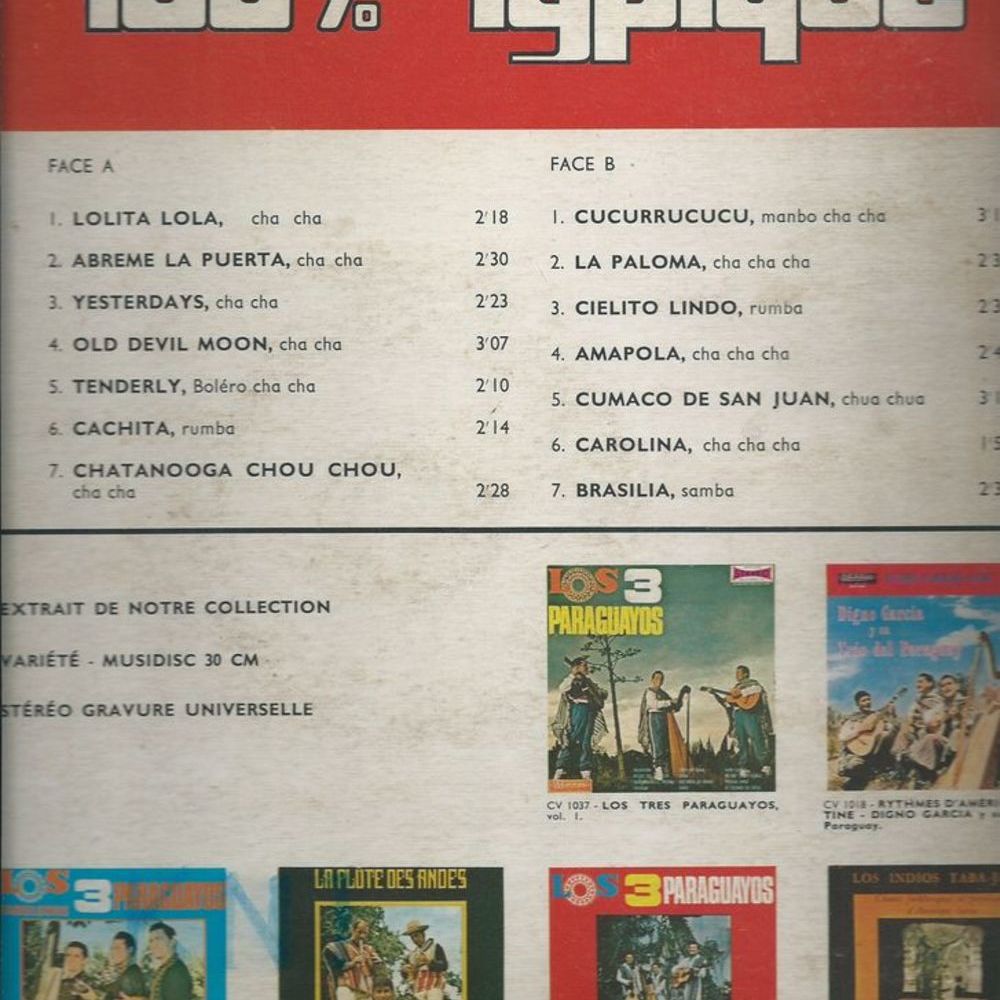 100% Typique
FACE A
1. LOLITA LOLA, cha cha 2'18
2. ABREME LA PUERTA, cha cha 2'30
3. YESTERDAYS, cha cha 2'23
4. OLD DEVIL MOON, cha cha 3'07
5. TENDERLY, Boléro cha cha 2'10
6. CACHITA, rumba 2'14
7. CHATANOOGA CHOU CHOU,
cha cha 2'28
FACE B
1. CUCURRUCUCU, manbo cha cha
2. LA PALOMA, cha cha cha
3. CIELITO LINDO, rumba
4. AMAPOLA, cha cha cha
5. CUMACO DE SAN JUAN, chua chua
6. CAROLINA, cha cha cha
7. BRASILIA, samba
EXTRAIT DE NOTRE COLLECTION
VARIÉTÉ - MUSIDISC 30 CM
STÉRÉO GRAVURE UNIVERSELLE
LOS 3
PARAGUAYOS
CV 1037 - LOS TRES PARAGUAYOS,
vol. 1.
Digno Garcia
y su
Trio del Paraguay
CV 1018 - RYTHMES D'AMERI
TINE - DIGNO GARCIA y s
Paraguay.
LOS 3 PARAGUAYOS
LA FLUTE DES ANDES
LOS 3 PARAGUAYOS
LOS INDIOS TABA-J